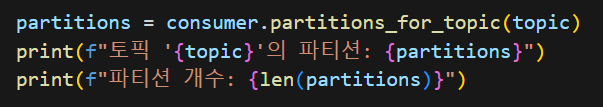 partitions = consumer.partitions_for_topic(topic)
print(f"토픽 '{topic}'의 파티션: {partitions}")
print(f"파티션 개수: {len(partitions)}")